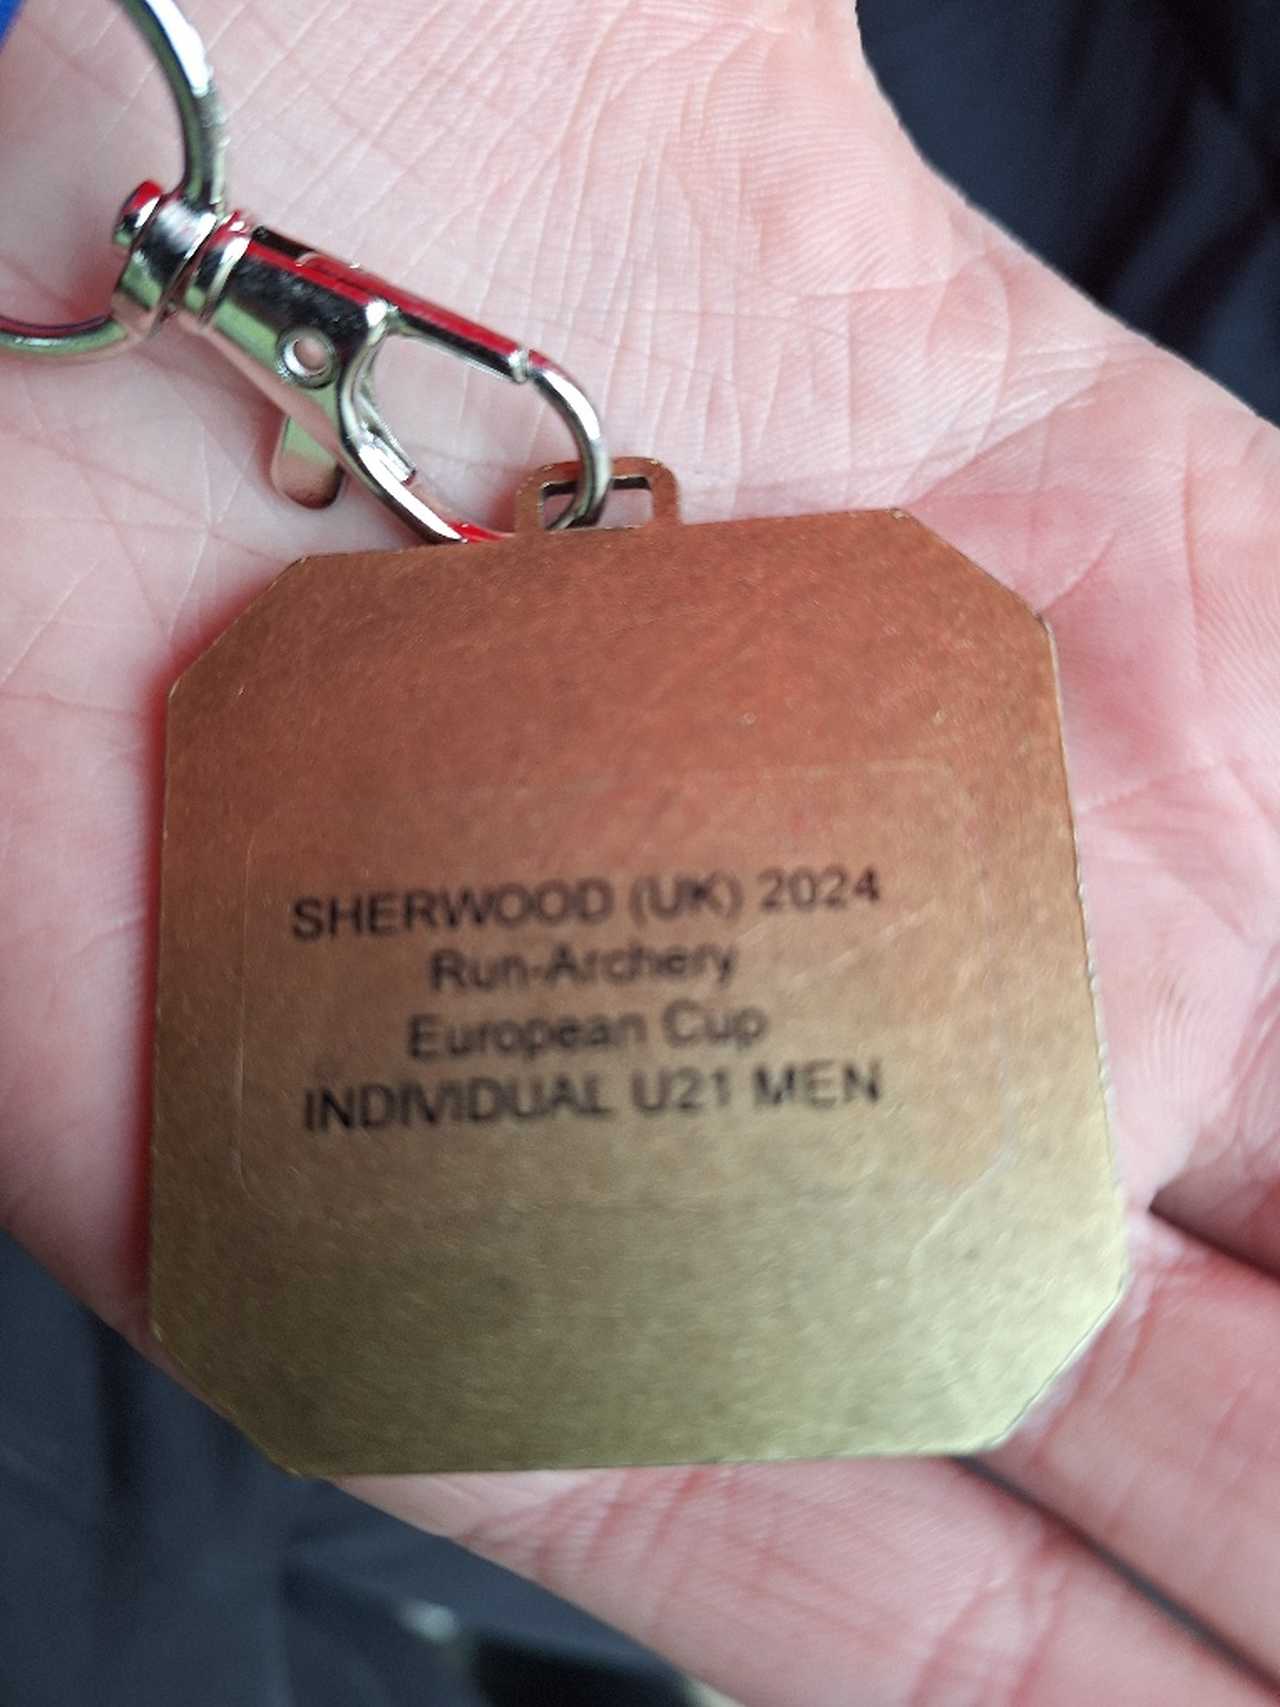 SHERWOOD (UK) 2024
Run-Archery
European Cup
INDIVIDUAL U21 MEN